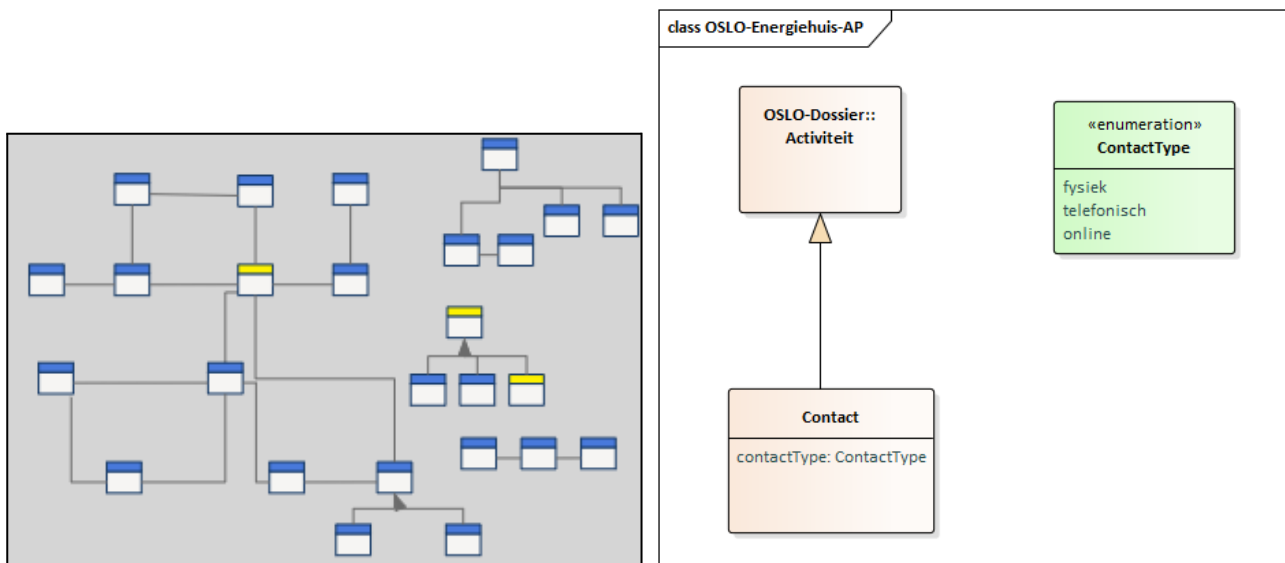 class OSLO-Energiehuis-AP
OSLO-Dossier::
Activiteit
«enumeration»
ContactType
fysiek
telefonisch
online
Contact
contactType: ContactType